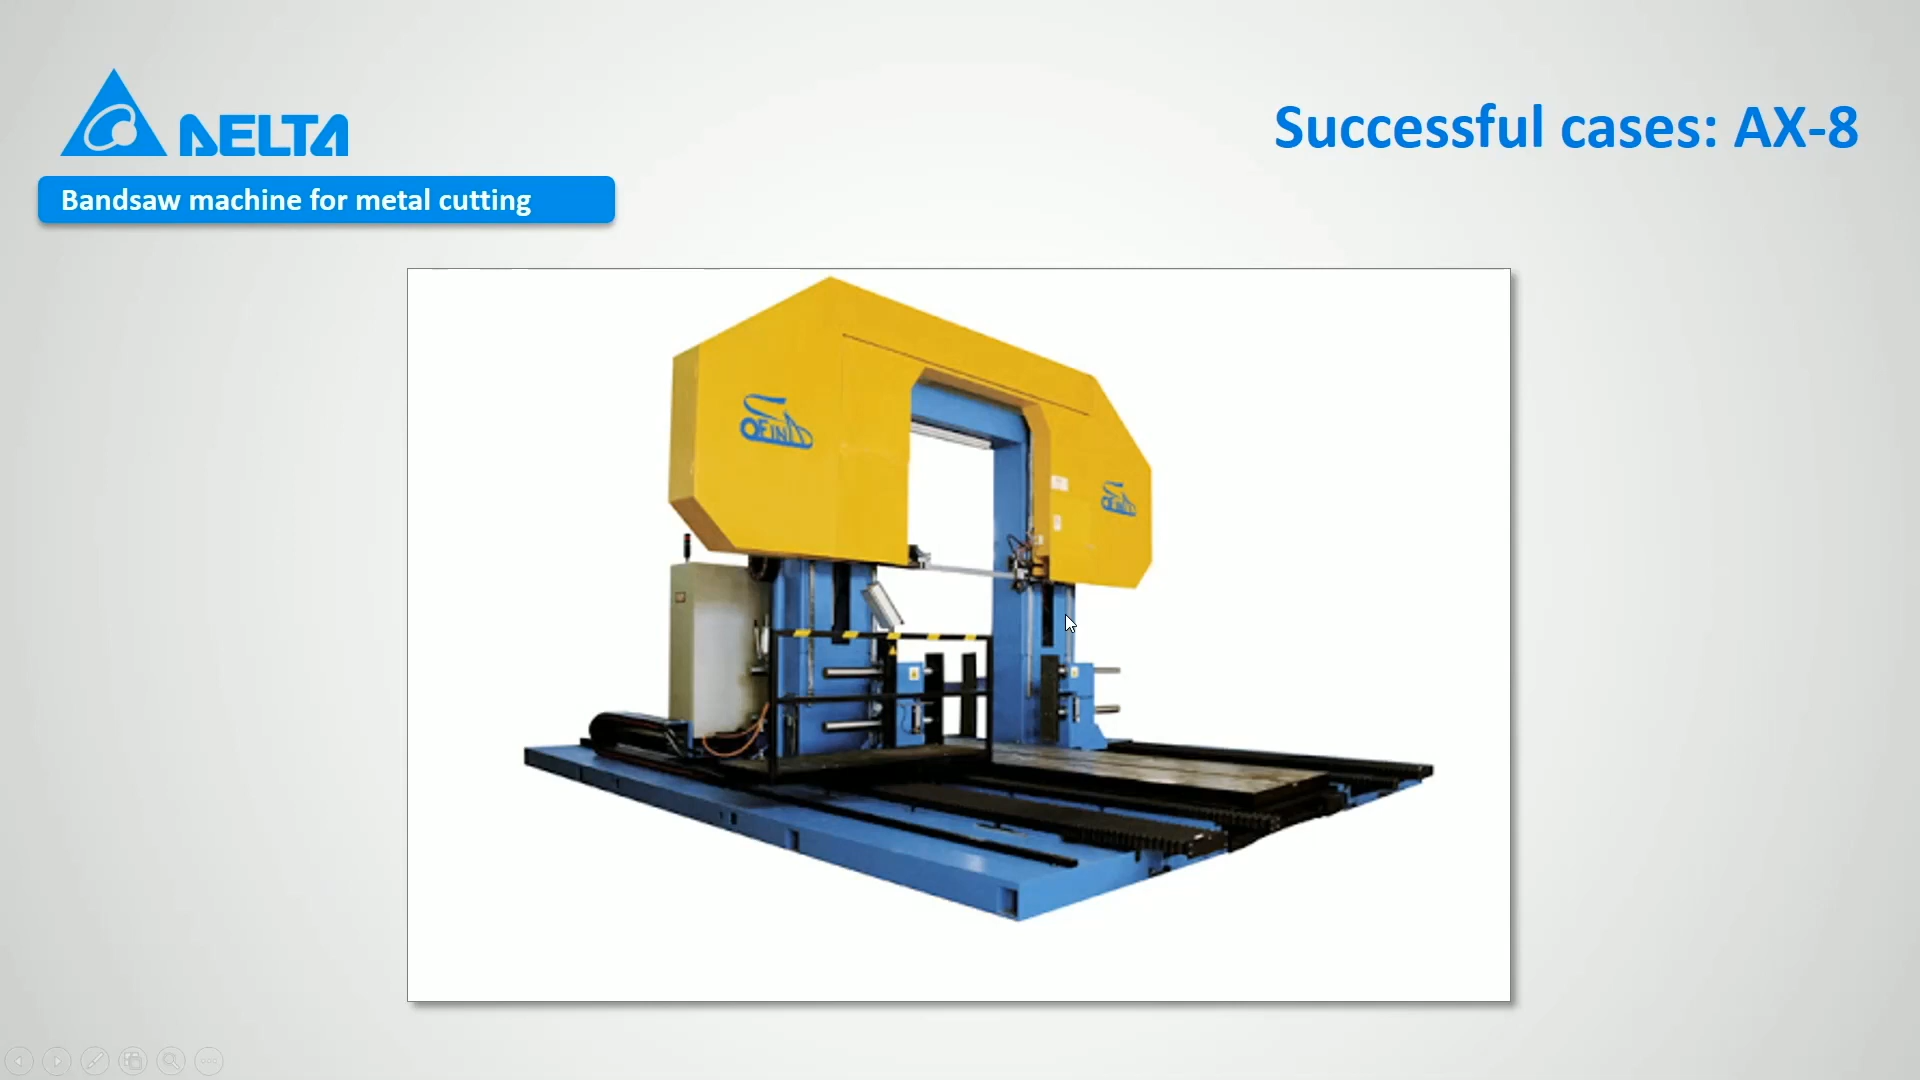 DELTA
Successful cases: AX-8
Bandsaw machine for metal cutting